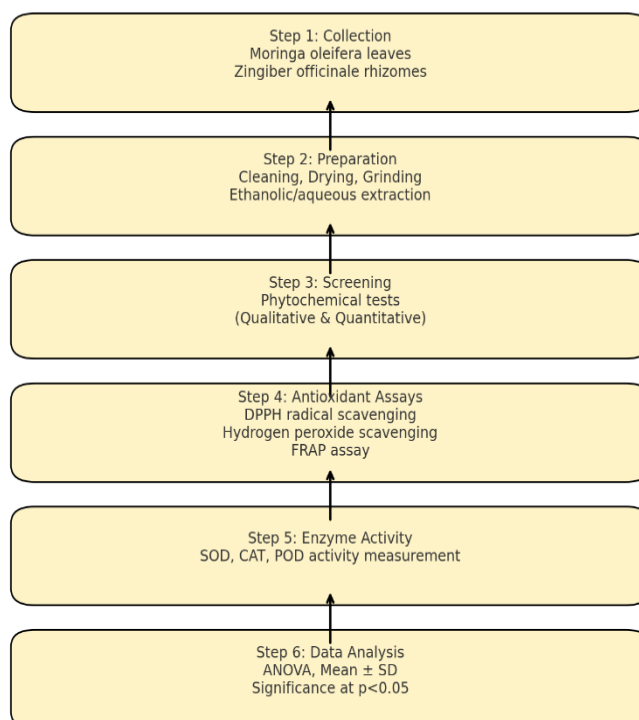 Step 1: Collection
Moringa oleifera leaves
Zingiber officinale rhizomes
Step 2: Preparation
Cleaning, Drying, Grinding
Ethanolic/aqueous extraction
Step 3: Screening
Phytochemical tests
(Qualitative & Quantitative)
Step 4: Antioxidant Assays
DPPH radical scavenging
Hydrogen peroxide scavenging
FRAP assay
Step 5: Enzyme Activity
SOD, CAT, POD activity measurement
Step 6: Data Analysis
ANOVA, Mean ± SD
Significance at p<0.05